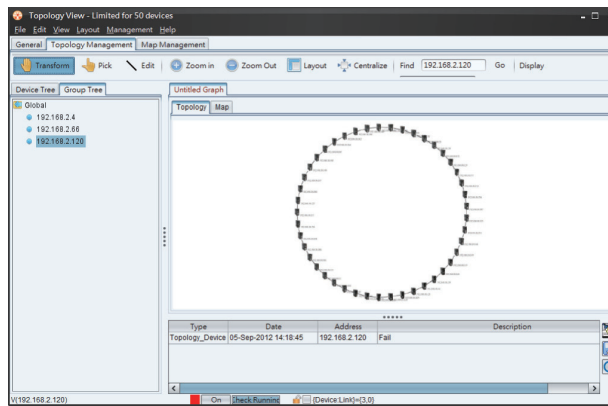 Topology View - Limited for 50 devices
File Edit View Layout Management Help
General Topology Management Map Management
Transform Pick Edit Zoom in Zoom Out Layout Centralize Find 192.168.2.120 Go Display
Device Tree Group Tree Untitled Graph
Global
192.168.2.4
192.168.2.66
192.168.2.120
Topology Map
Type Date Address Description
Topology_Device 05-Sep-2012 14:18:45 192.168.2.120 Fail
V(192.168.2.120) On Check Running {Device:Link}={3,0}